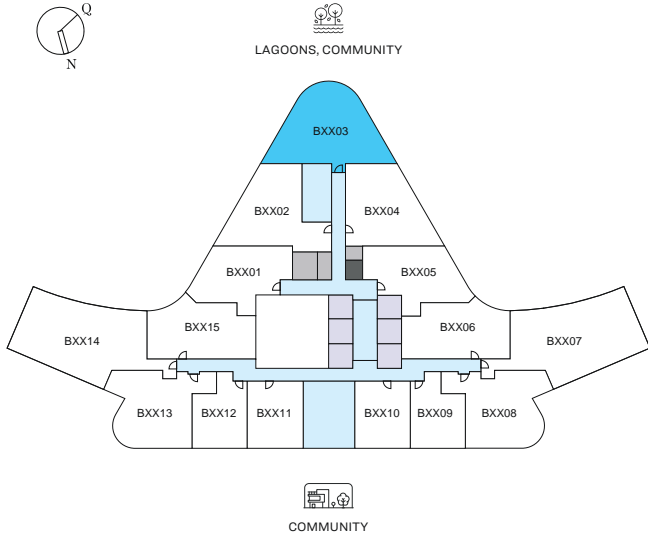 Q
N
LAGOONS, COMMUNITY
BXX03
BXX02
BXX04
BXX01
BXX05
BXX15
BXX06
BXX14
BXX07
BXX13
BXX12
BXX11
BXX10
BXX09
BXX08
COMMUNITY